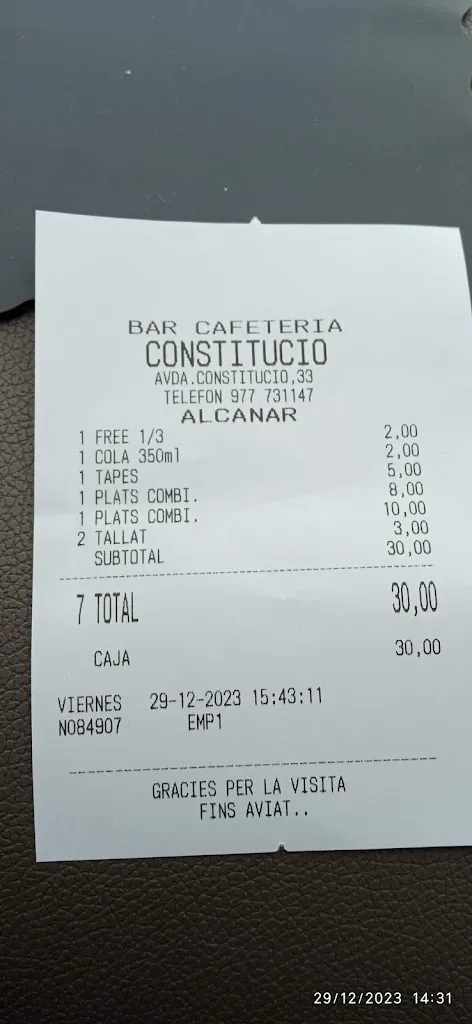 BAR CAFETERIA
CONSTITUCIO
AVDA.CONSTITUCIO,33
TELEFON 977 731147
ALCANAR
1 FREE 1/3 2,00
1 COLA 350ml 2,00
1 TAPES 5,00
1 PLATS COMBI. 8,00
1 PLATS COMBI. 10,00
2 TALLAT 3,00
SUBTOTAL 30,00
7 TOTAL 30,00
CAJA 30,00
VIERNES 29-12-2023 15:43:11
NO84907 EMP1
GRACIES PER LA VISITA
FINS AVIAT..
29/12/2023 14:31